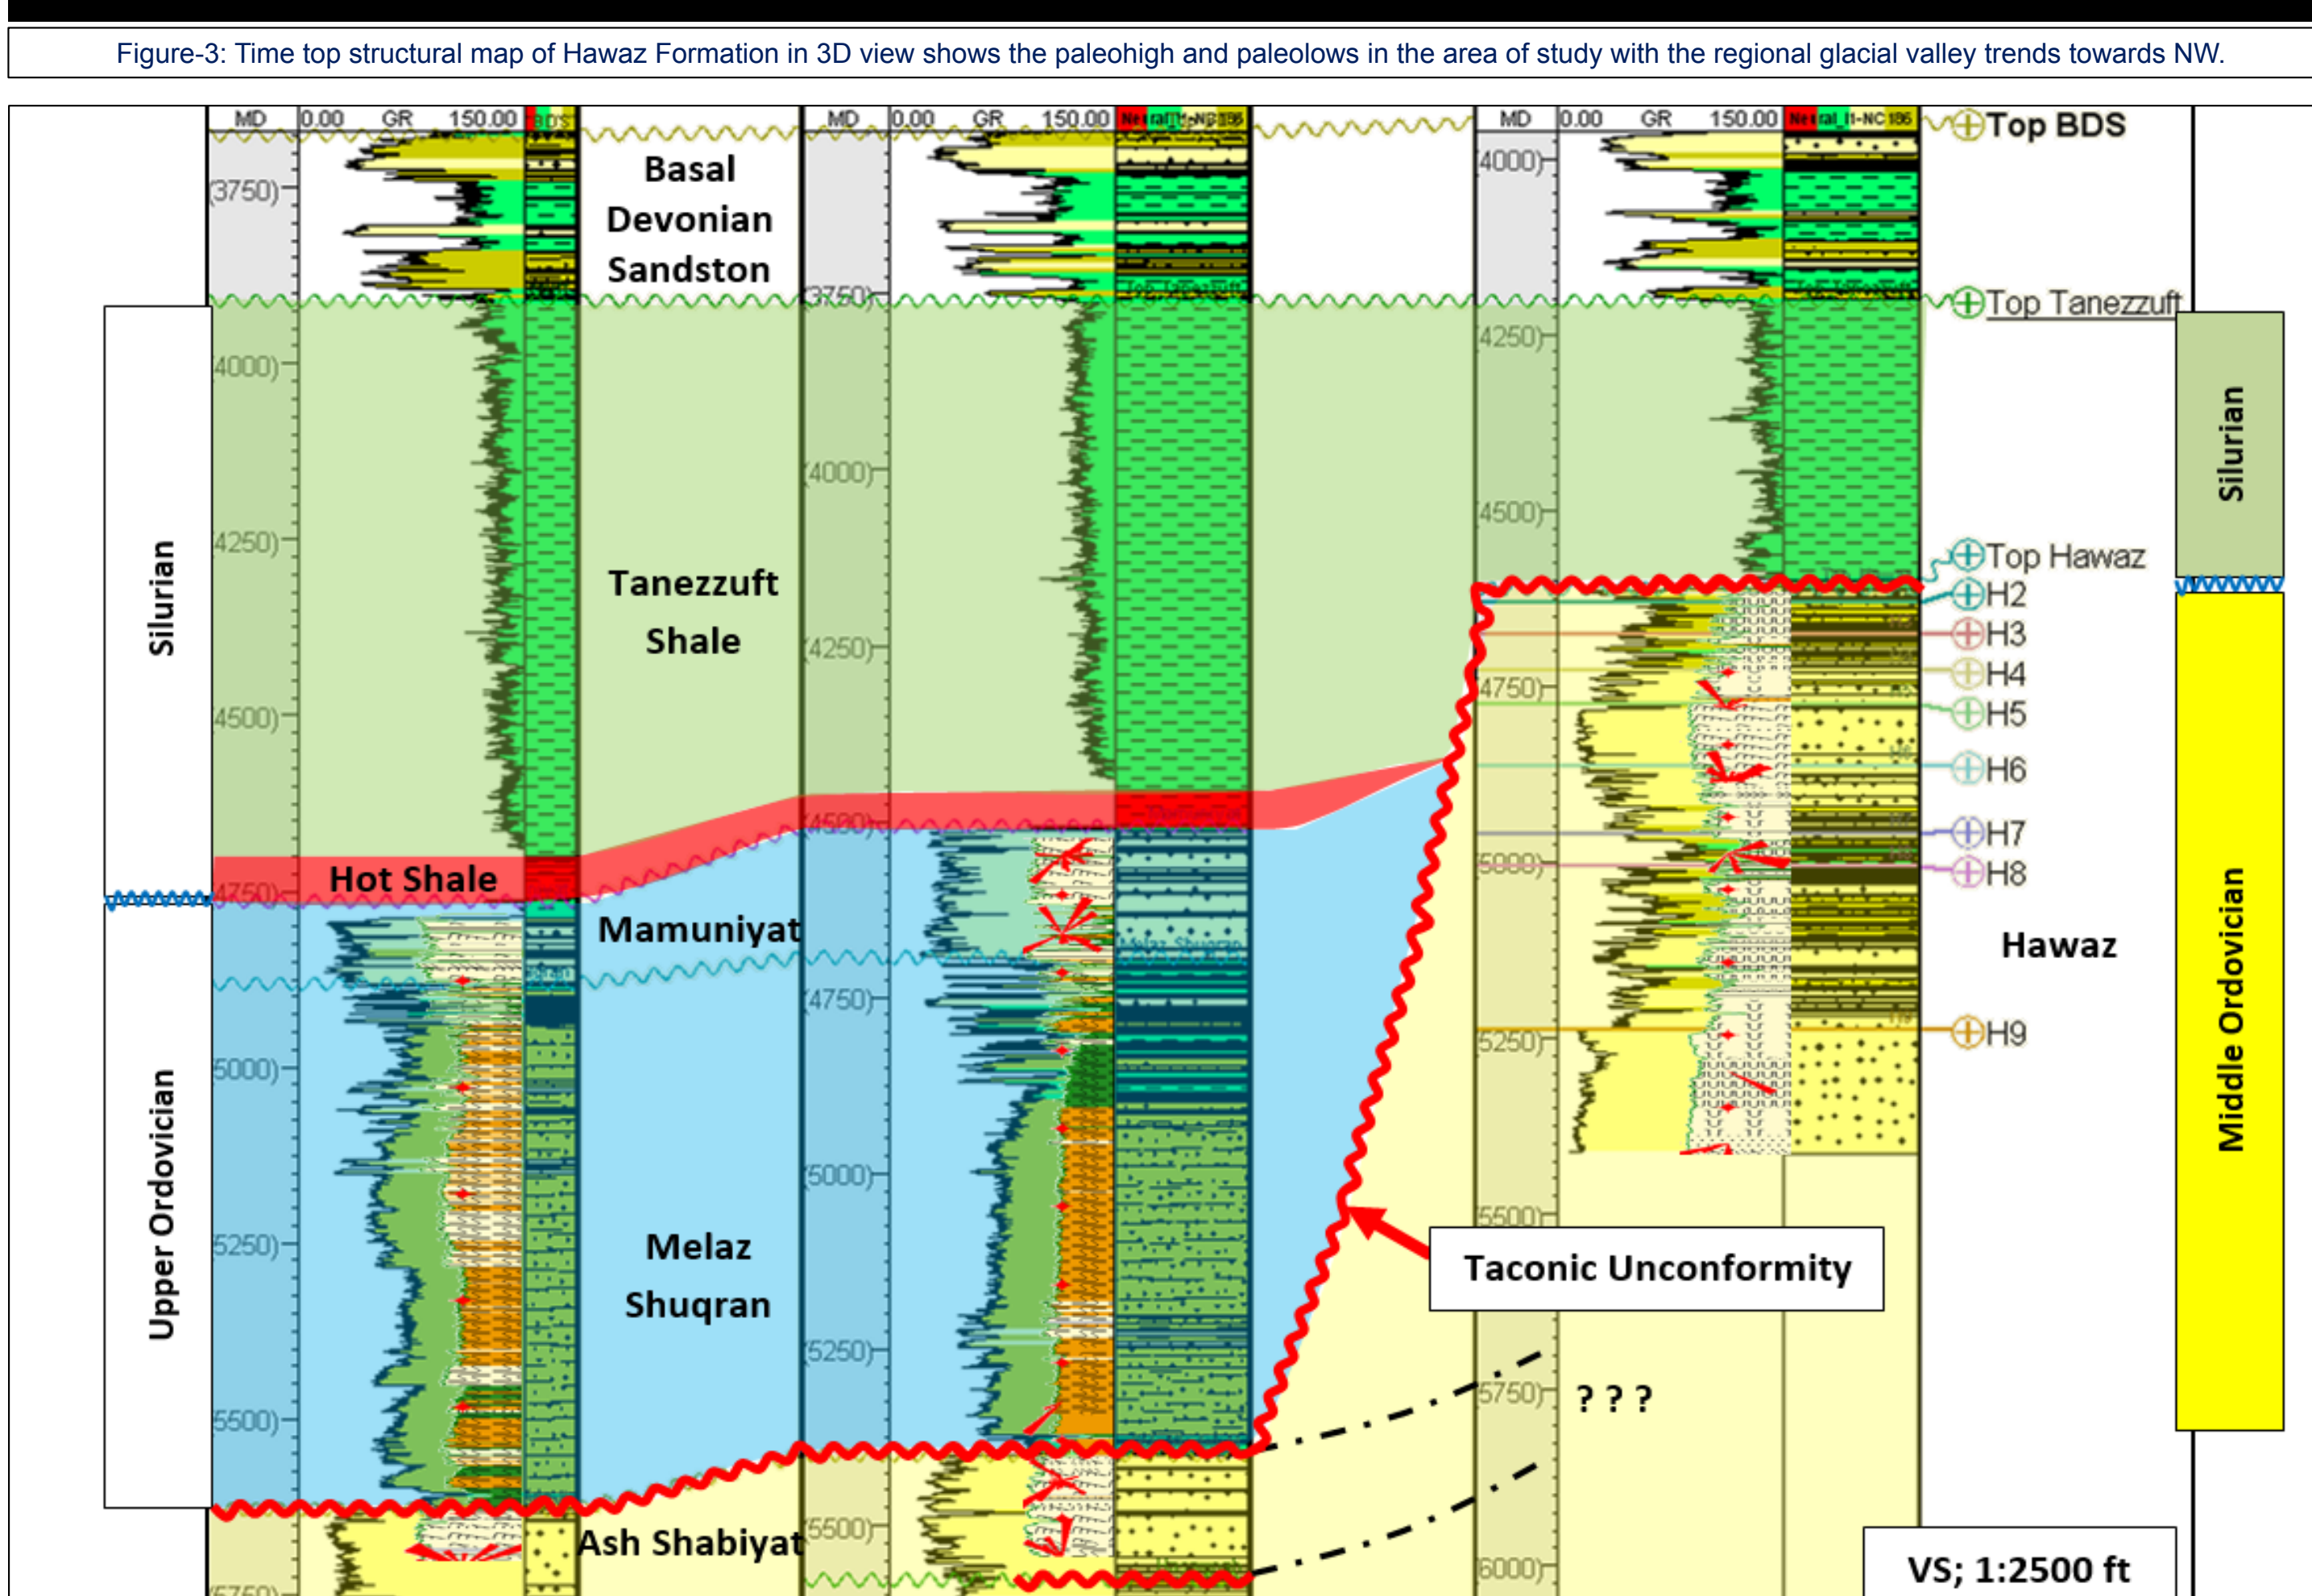 Figure-3: Time top structural map of Hawaz Formation in 3D view shows the paleohigh and paleolows in the area of study with the regional glacial valley trends towards NW.
MD 0.00 GR 150.00
MD 0.00 GR 150.00
MD 0.00 GR 150.00
Top BDS
Basal
Devonian
Sandston
(3750)
(4000)
(4250)
(4500)
(4750)
(5000)
(5250)
(5500)
(5750)
(3750)
(4000)
(4250)
(4500)
(4750)
(5000)
(5250)
(5500)
(4000)
(4250)
(4500)
(4750)
(5000)
(5250)
(5500)
(5750)
(6000)
Top Tanezzuft
Silurian
Silurian
Tanezzuft
Shale
Top Hawaz
H2
H3
H4
H5
H6
H7
H8
Hot Shale
Mamuniyat
Hawaz
H9
Upper Ordovician
Middle Ordovician
Melaz
Shuqran
Taconic Unconformity
? ? ?
Ash Shabiyat
VS; 1:2500 ft